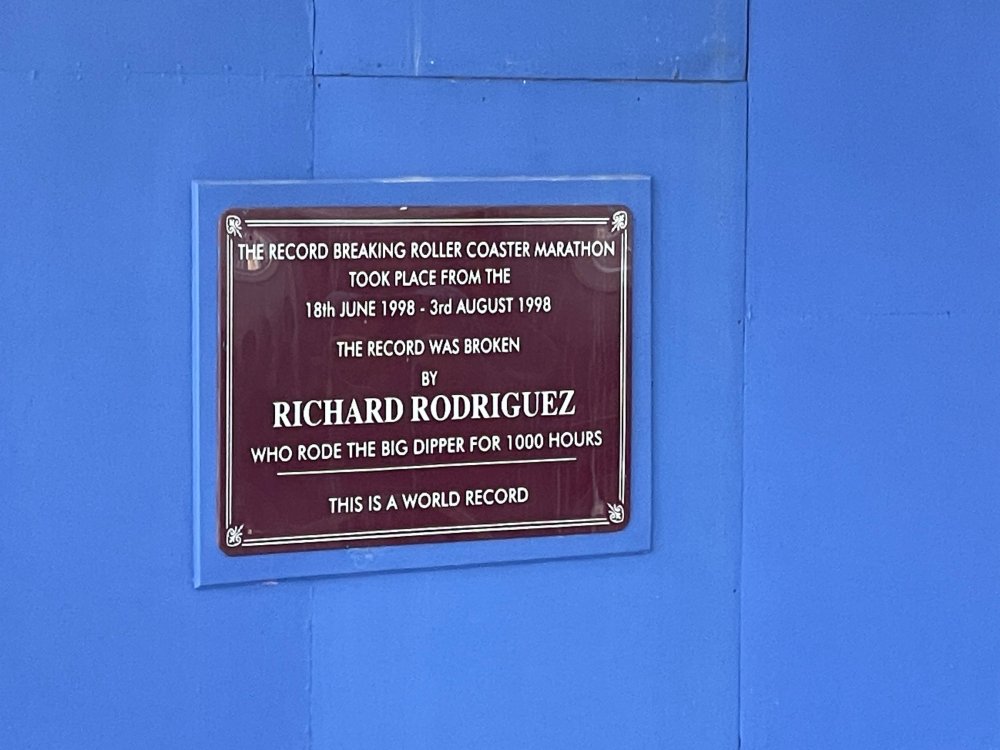 THE RECORD BREAKING ROLLER COASTER MARATHON
TOOK PLACE FROM THE
18th JUNE 1998 - 3rd AUGUST 1998
THE RECORD WAS BROKEN
BY
RICHARD RODRIGUEZ
WHO RODE THE BIG DIPPER FOR 1000 HOURS
THIS IS A WORLD RECORD